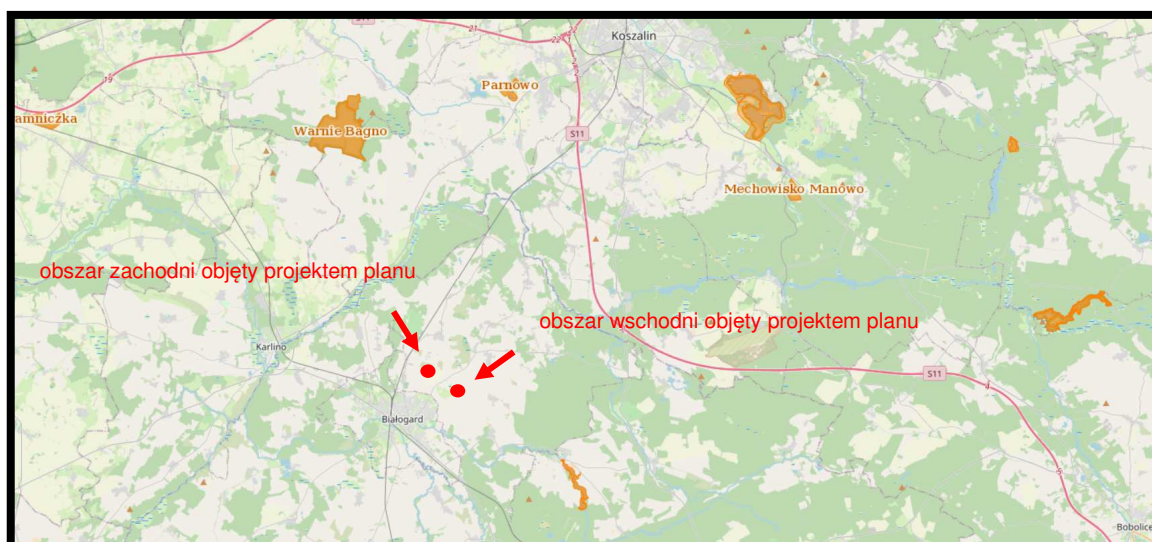 Koszalin
Parnowo
amniczka
Warnie Bagno
S11
Mechowisko Manowo
obszar zachodni objęty projektem planu
obszar wschodni objęty projektem planu
Karlino
S11
Białogard
Bobolice